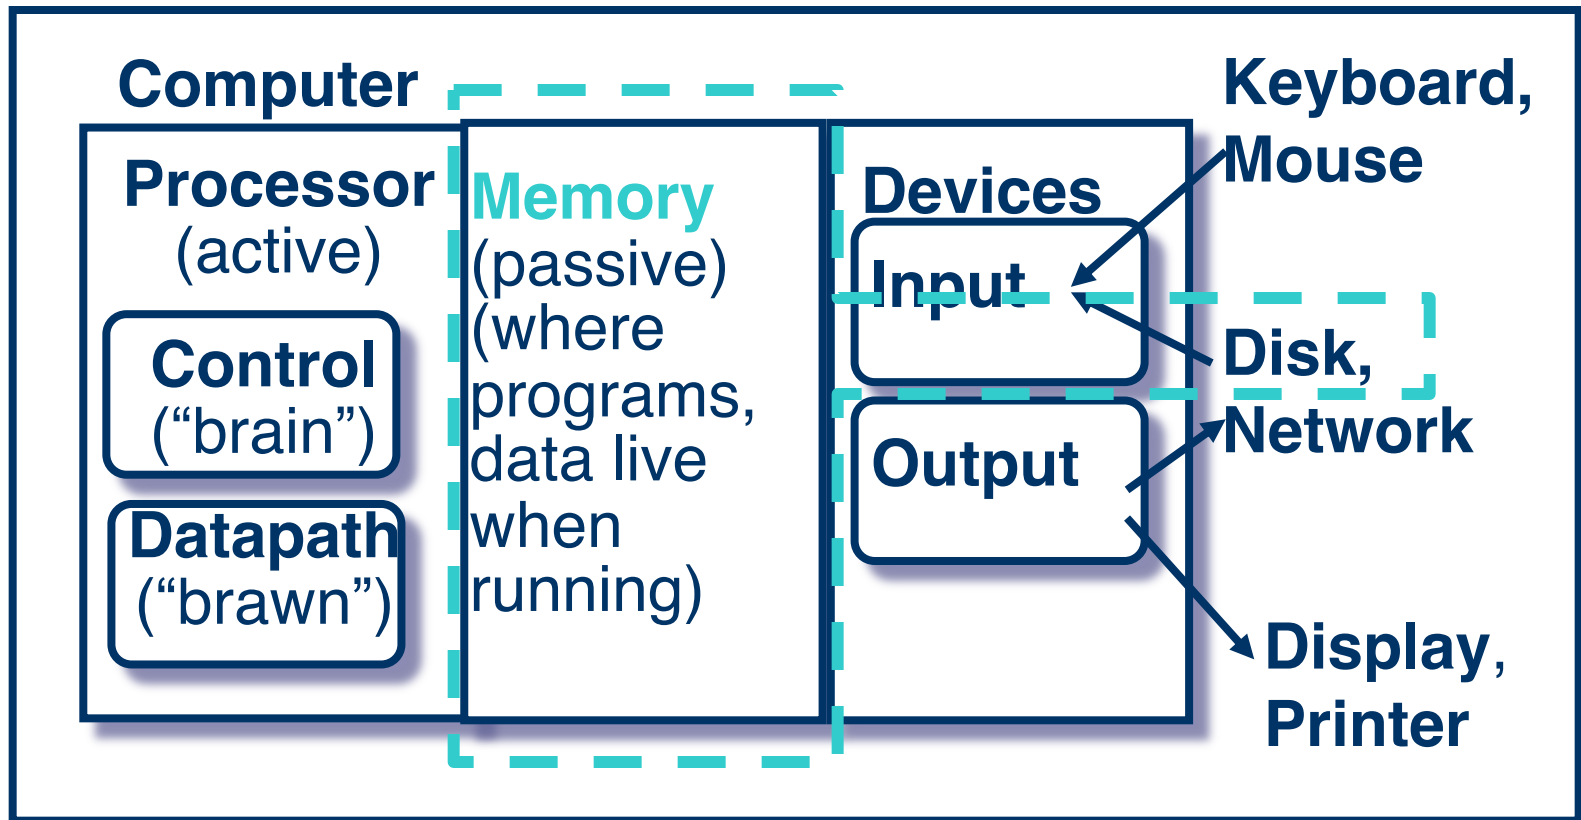 Computer
Processor
(active)
Control
(“brain”)
Datapath
(“brawn”)
Memory
(passive)
(where
programs,
data live
when
running)
Devices
Input
Output
Keyboard,
Mouse
Disk,
Network
Display,
Printer